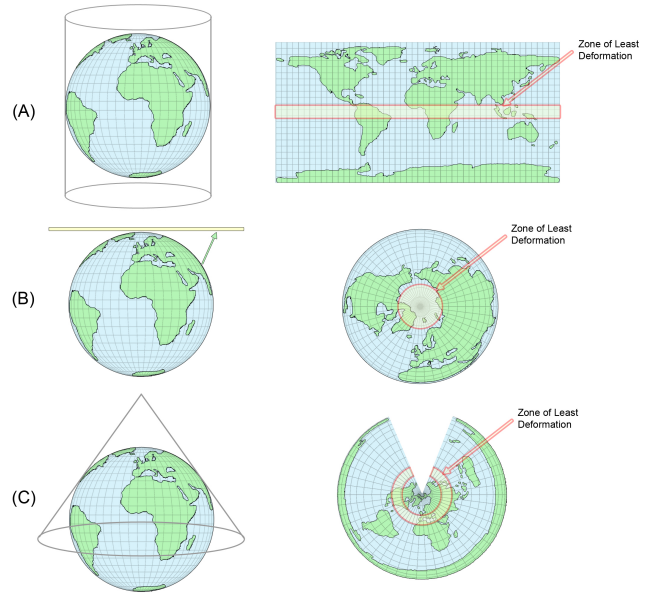 Zone of Least
Deformation
(A)
Zone of Least
Deformation
(B)
Zone of Least
Deformation
(C)